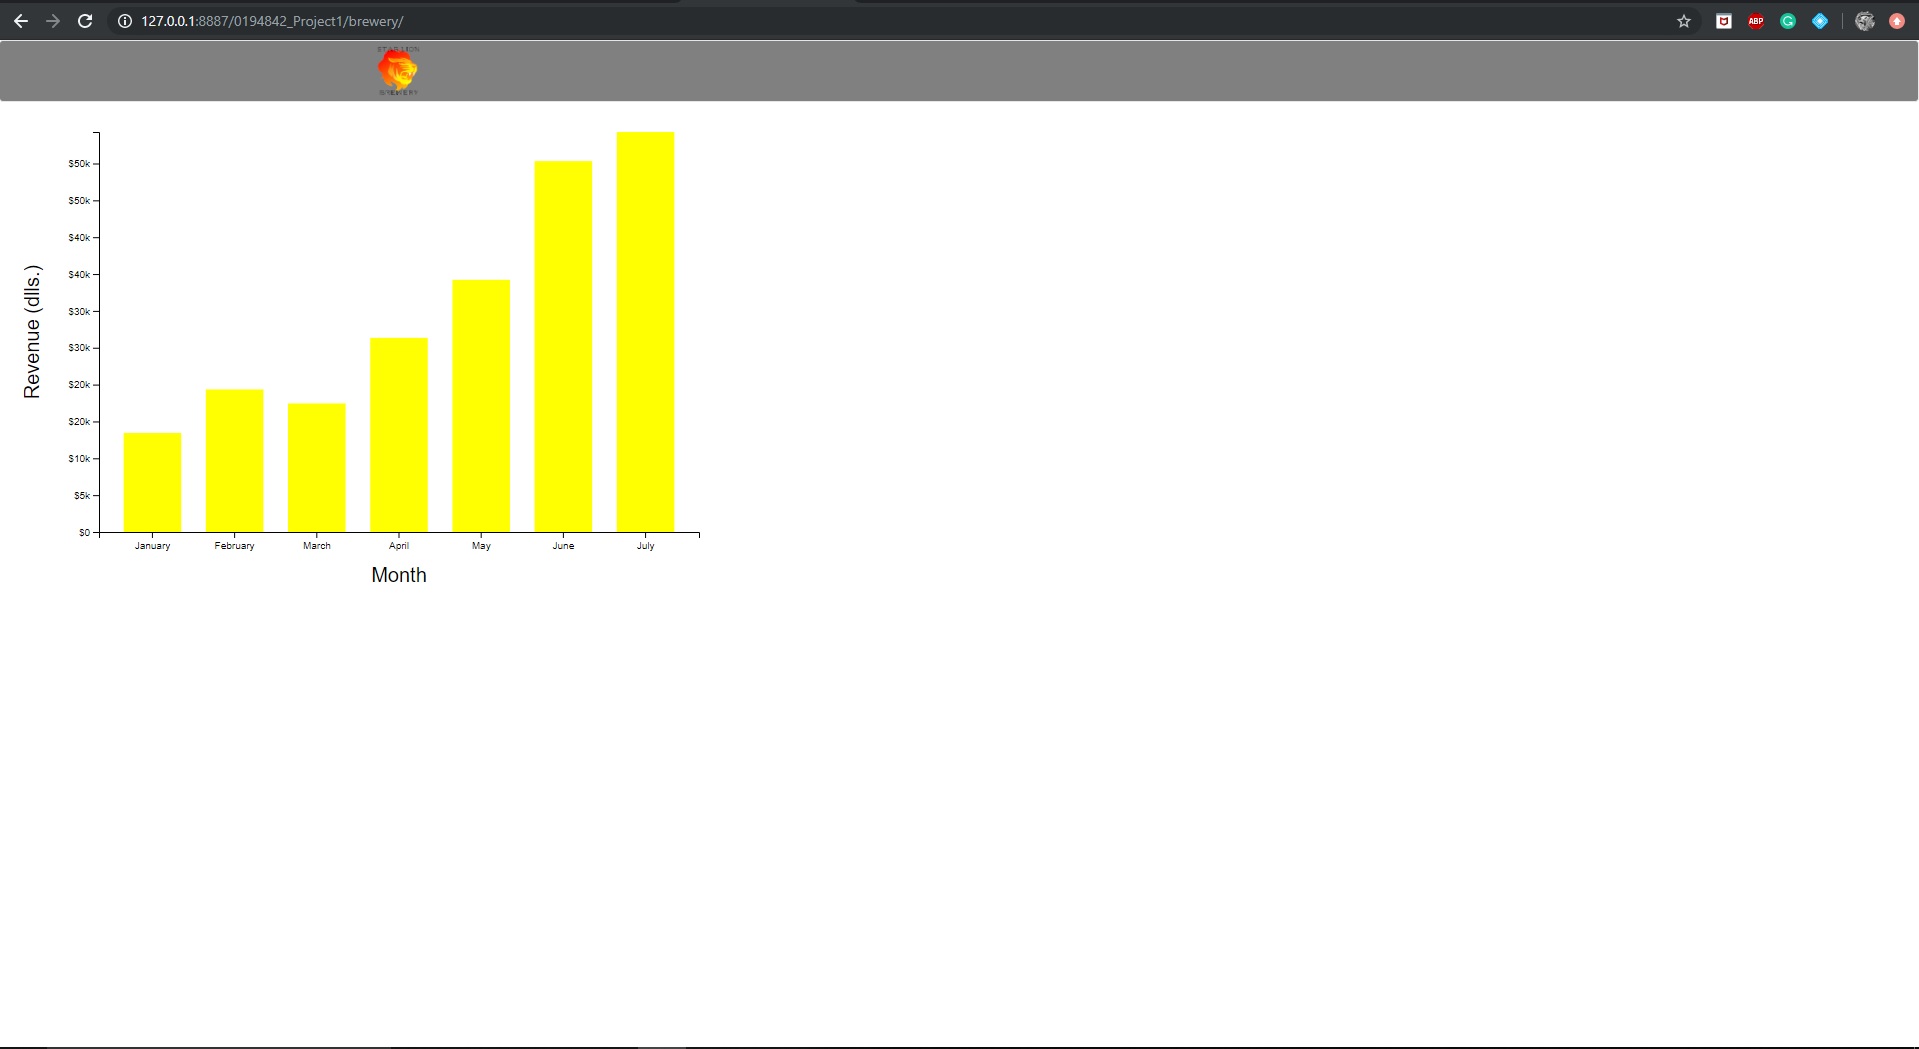 127.0.0.1:8887/0194842_Project1/brewery/
ABP
STAR LION
BREWERY
$50k
$50k
$40k
$40k
$30k
$30k
$20k
$20k
$10k
$5k
$0
Revenue (dlls.)
January February March April May June July
Month